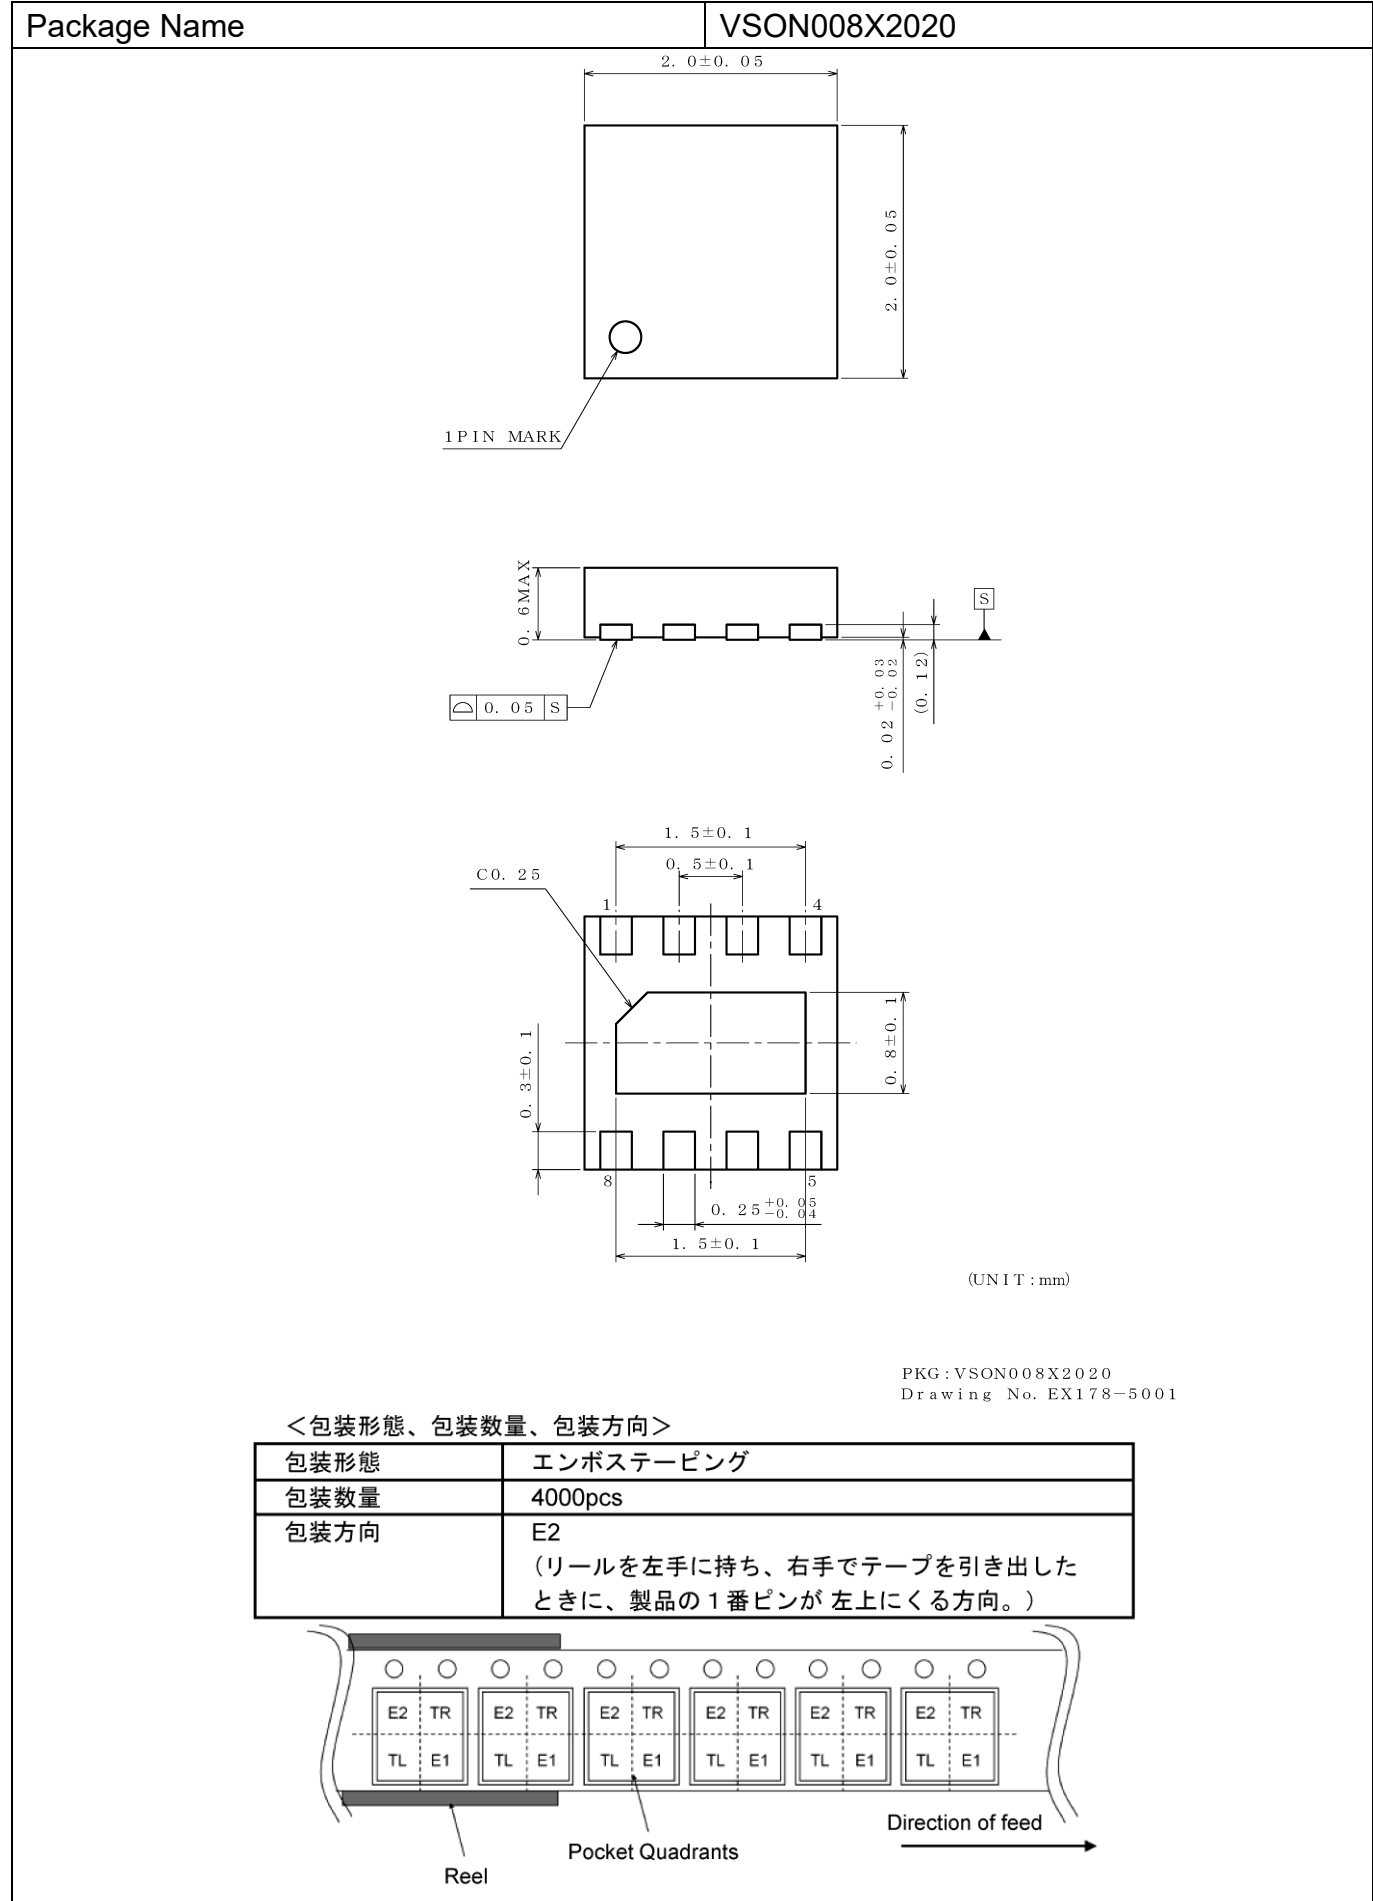 Package Name
VSON008X2020
2. 0±0. 05
2. 0±0. 05
1PIN MARK
0. 6MAX
S
0. 05 S
0. 02 +0. 03 −0. 02
(0. 12)
1. 5±0. 1
0. 5±0. 1
C0. 25
1
4
0. 3±0. 1
0. 8±0. 1
8
5
0. 25 +0. 05 −0. 04
1. 5±0. 1
(UNIT : mm)
PKG : VSON008X2020
Drawing No. EX178−5001
＜包装形態、包装数量、包装方向＞
包装形態 エンボステーピング
包装数量 4000pcs
包装方向 E2
（リールを左手に持ち、右手でテープを引き出した
ときに、製品の１番ピンが 左上にくる方向。）
E2 TR E2 TR E2 TR E2 TR E2 TR E2 TR
TL E1 TL E1 TL E1 TL E1 TL E1 TL E1
Direction of feed
Pocket Quadrants
Reel